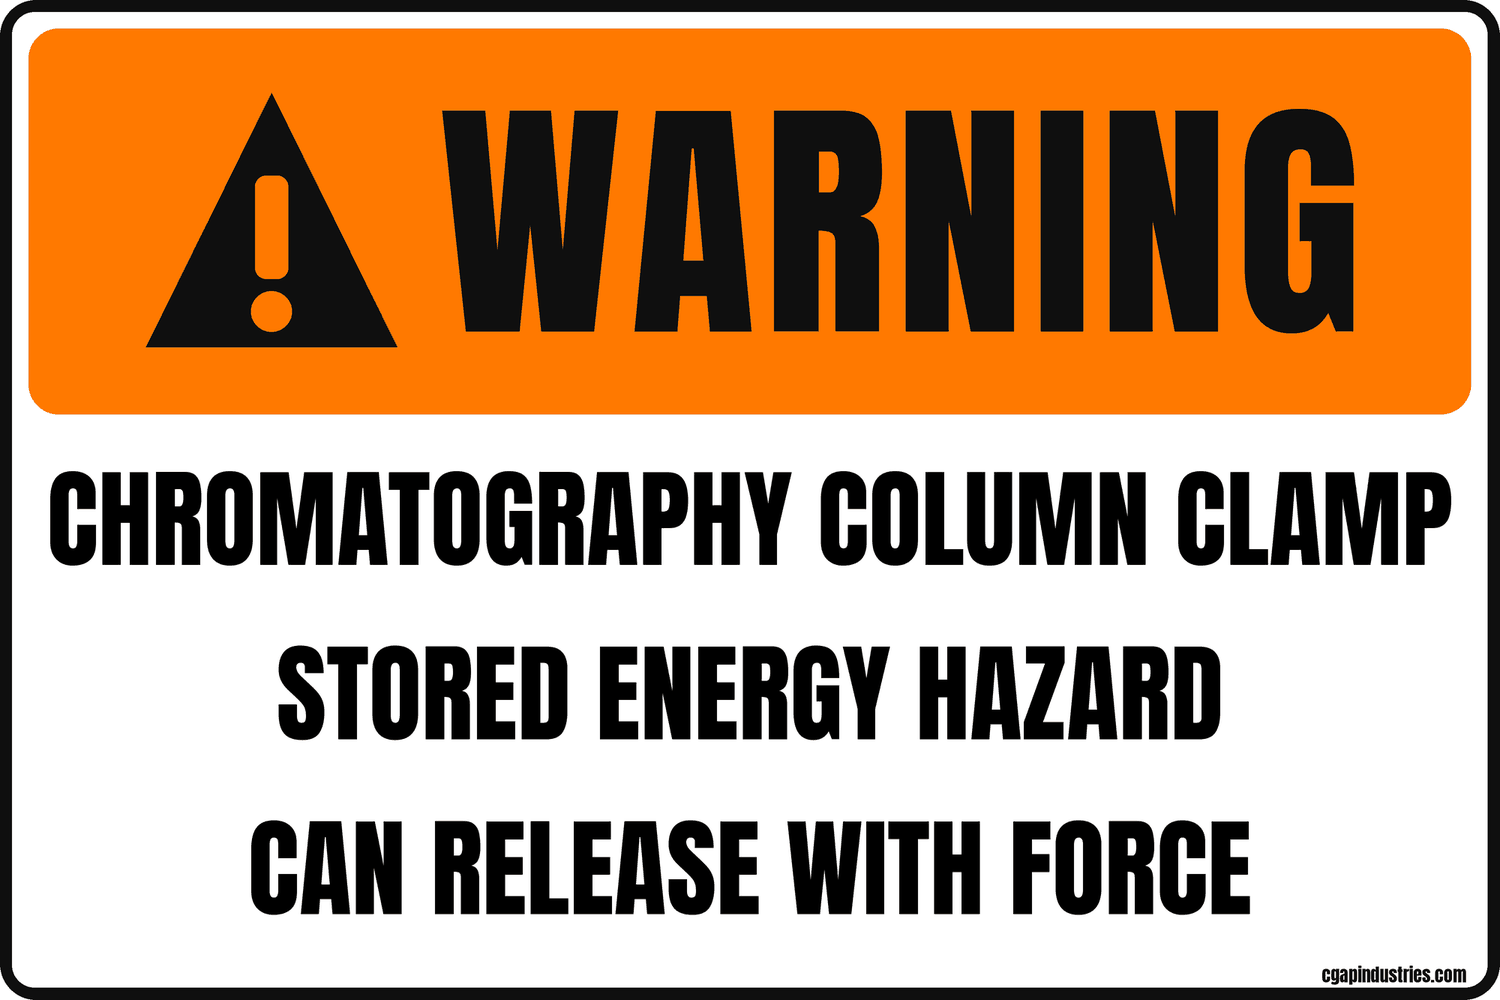 WARNING
CHROMATOGRAPHY COLUMN CLAMP
STORED ENERGY HAZARD
CAN RELEASE WITH FORCE
cgapindustries.com